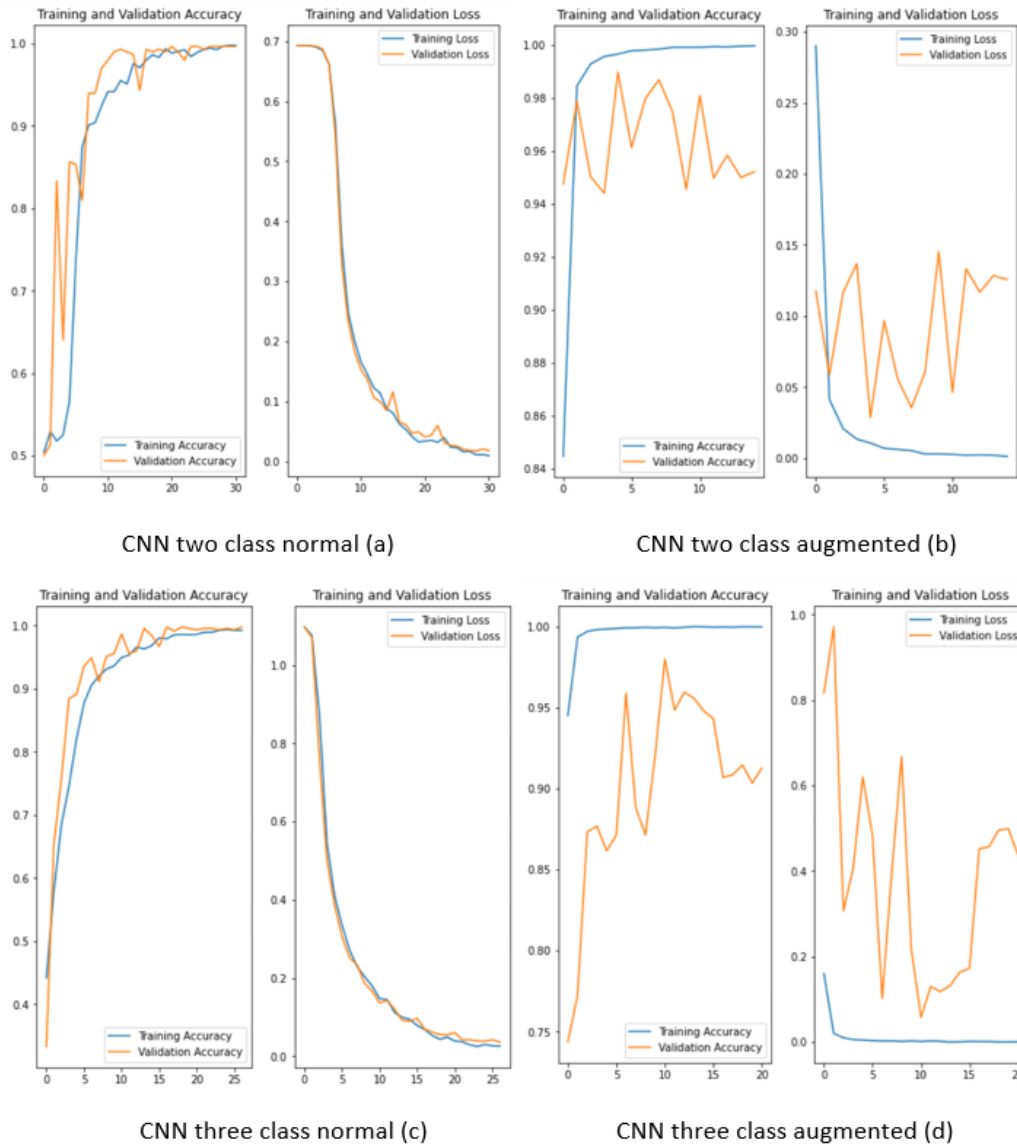 Training and Validation Accuracy
1.0
0.9
0.8
0.7
0.6
0.5
Training Accuracy
Validation Accuracy
0 10 20 30
Training and Validation Loss
Training Loss
Validation Loss
0.7
0.6
0.5
0.4
0.3
0.2
0.1
0.0
0 10 20 30
CNN two class normal (a)
Training and Validation Accuracy
1.00
0.98
0.96
0.94
0.92
0.90
0.88
0.86
0.84
Training Accuracy
Validation Accuracy
0 5 10
Training and Validation Loss
Training Loss
Validation Loss
0.30
0.25
0.20
0.15
0.10
0.05
0.00
0 5 10
CNN two class augmented (b)
Training and Validation Accuracy
1.0
0.9
0.8
0.7
0.6
0.5
0.4
Training Accuracy
Validation Accuracy
0 5 10 15 20 25
Training and Validation Loss
Training Loss
Validation Loss
1.0
0.8
0.6
0.4
0.2
0.0
0 5 10 15 20 25
CNN three class normal (c)
Training and Validation Accuracy
1.00
0.95
0.90
0.85
0.80
0.75
Training Accuracy
Validation Accuracy
0 5 10 15 20
Training and Validation Loss
Training Loss
Validation Loss
1.0
0.8
0.6
0.4
0.2
0.0
0 5 10 15 20
CNN three class augmented (d)